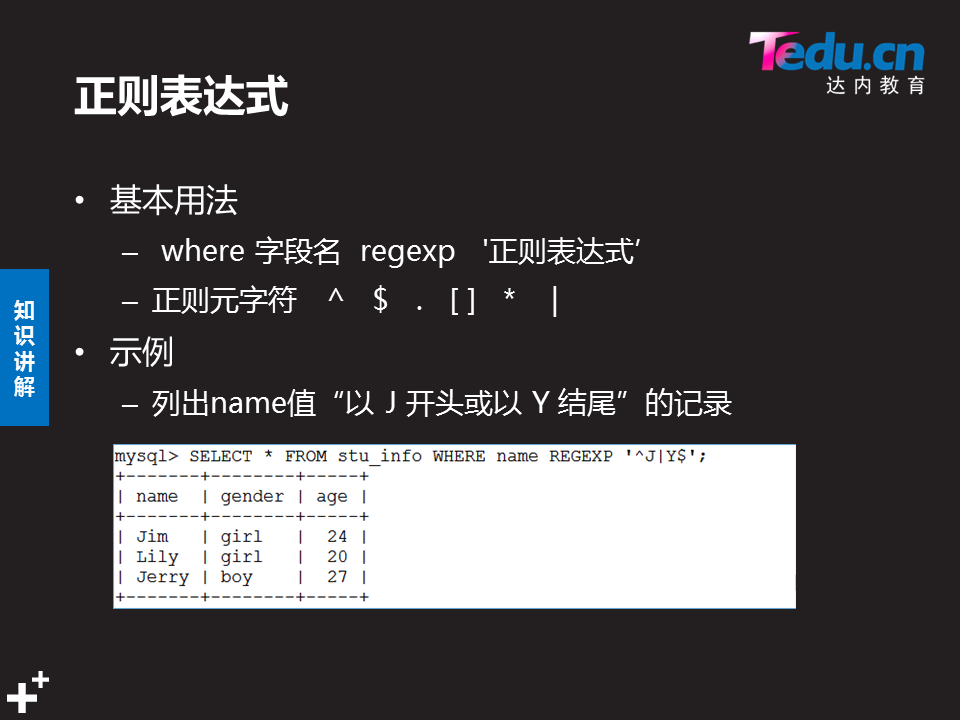 Tedu.cn
达内教育
正则表达式
• 基本用法
– where 字段名 regexp '正则表达式’
– 正则元字符 ^ $ . [ ] * |
• 示例
– 列出name值“以 J 开头或以 Y 结尾”的记录
知识讲解
mysql> SELECT * FROM stu_info WHERE name REGEXP '^J|Y$';
+-------+--------+-----+
| name  | gender | age |
+-------+--------+-----+
| Jim   | girl   |  24 |
| Lily  | girl   |  20 |
| Jerry | boy    |  27 |
+-------+--------+-----+